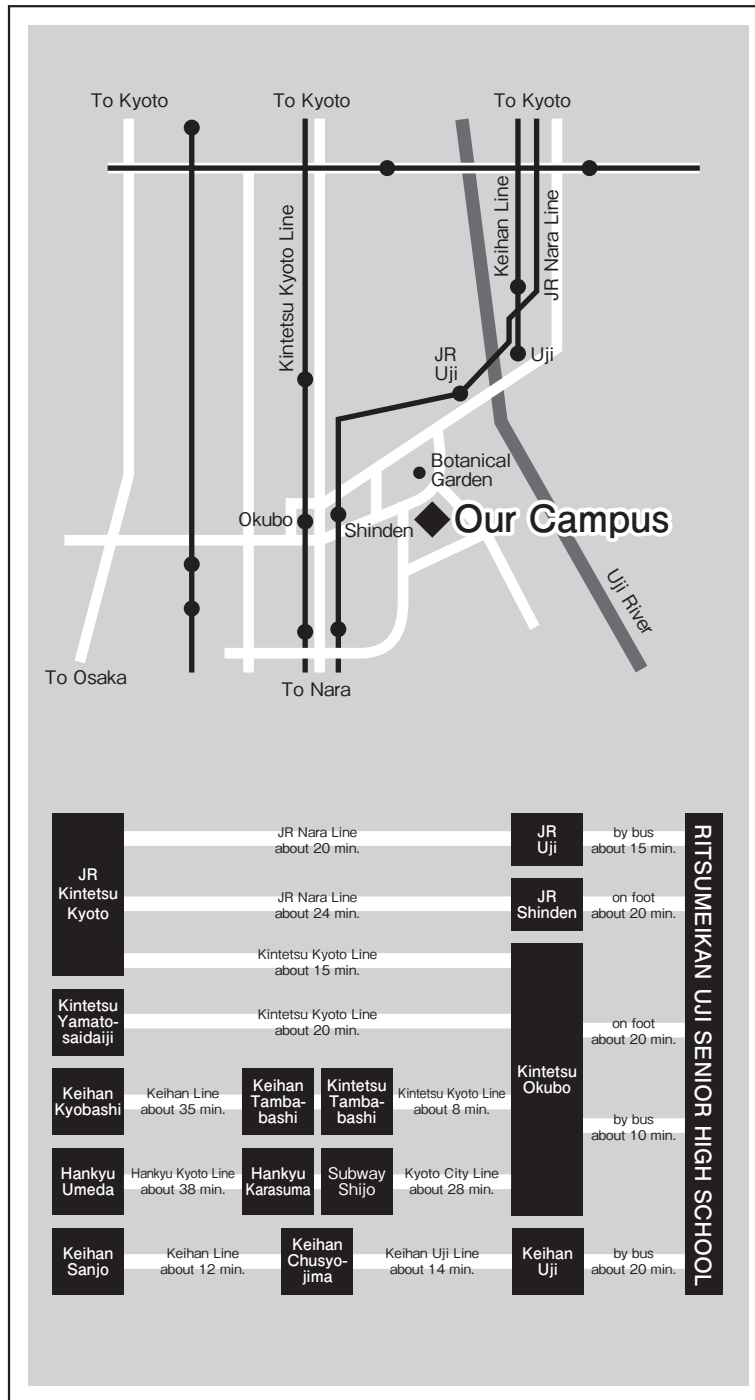 To Kyoto
To Kyoto
To Kyoto
Kintetsu Kyoto Line
Keihan Line
JR Nara Line
JR
Uji
Uji
Botanical
Garden
Okubo
Shinden
Our Campus
Uji River
To Osaka
To Nara
JR
Kintetsu
Kyoto
JR Nara Line
about 20 min.
JR
Uji
by bus
about 15 min.
JR Nara Line
about 24 min.
JR
Shinden
on foot
about 20 min.
Kintetsu Kyoto Line
about 15 min.
Kintetsu
Yamato-
saidaiji
Kintetsu Kyoto Line
about 20 min.
Kintetsu
Okubo
on foot
about 20 min.
by bus
about 10 min.
Keihan
Kyobashi
Keihan Line
about 35 min.
Keihan
Tamba-
bashi
Kintetsu
Tamba-
bashi
Kintetsu Kyoto Line
about 8 min.
Hankyu
Umeda
Hankyu Kyoto Line
about 38 min.
Hankyu
Karasuma
Subway
Shijo
Kyoto City Line
about 28 min.
Keihan
Sanjo
Keihan Line
about 12 min.
Keihan
Chusyo-
jima
Keihan Uji Line
about 14 min.
Keihan
Uji
by bus
about 20 min.
RITSUMEIKAN UJI SENIOR HIGH SCHOOL